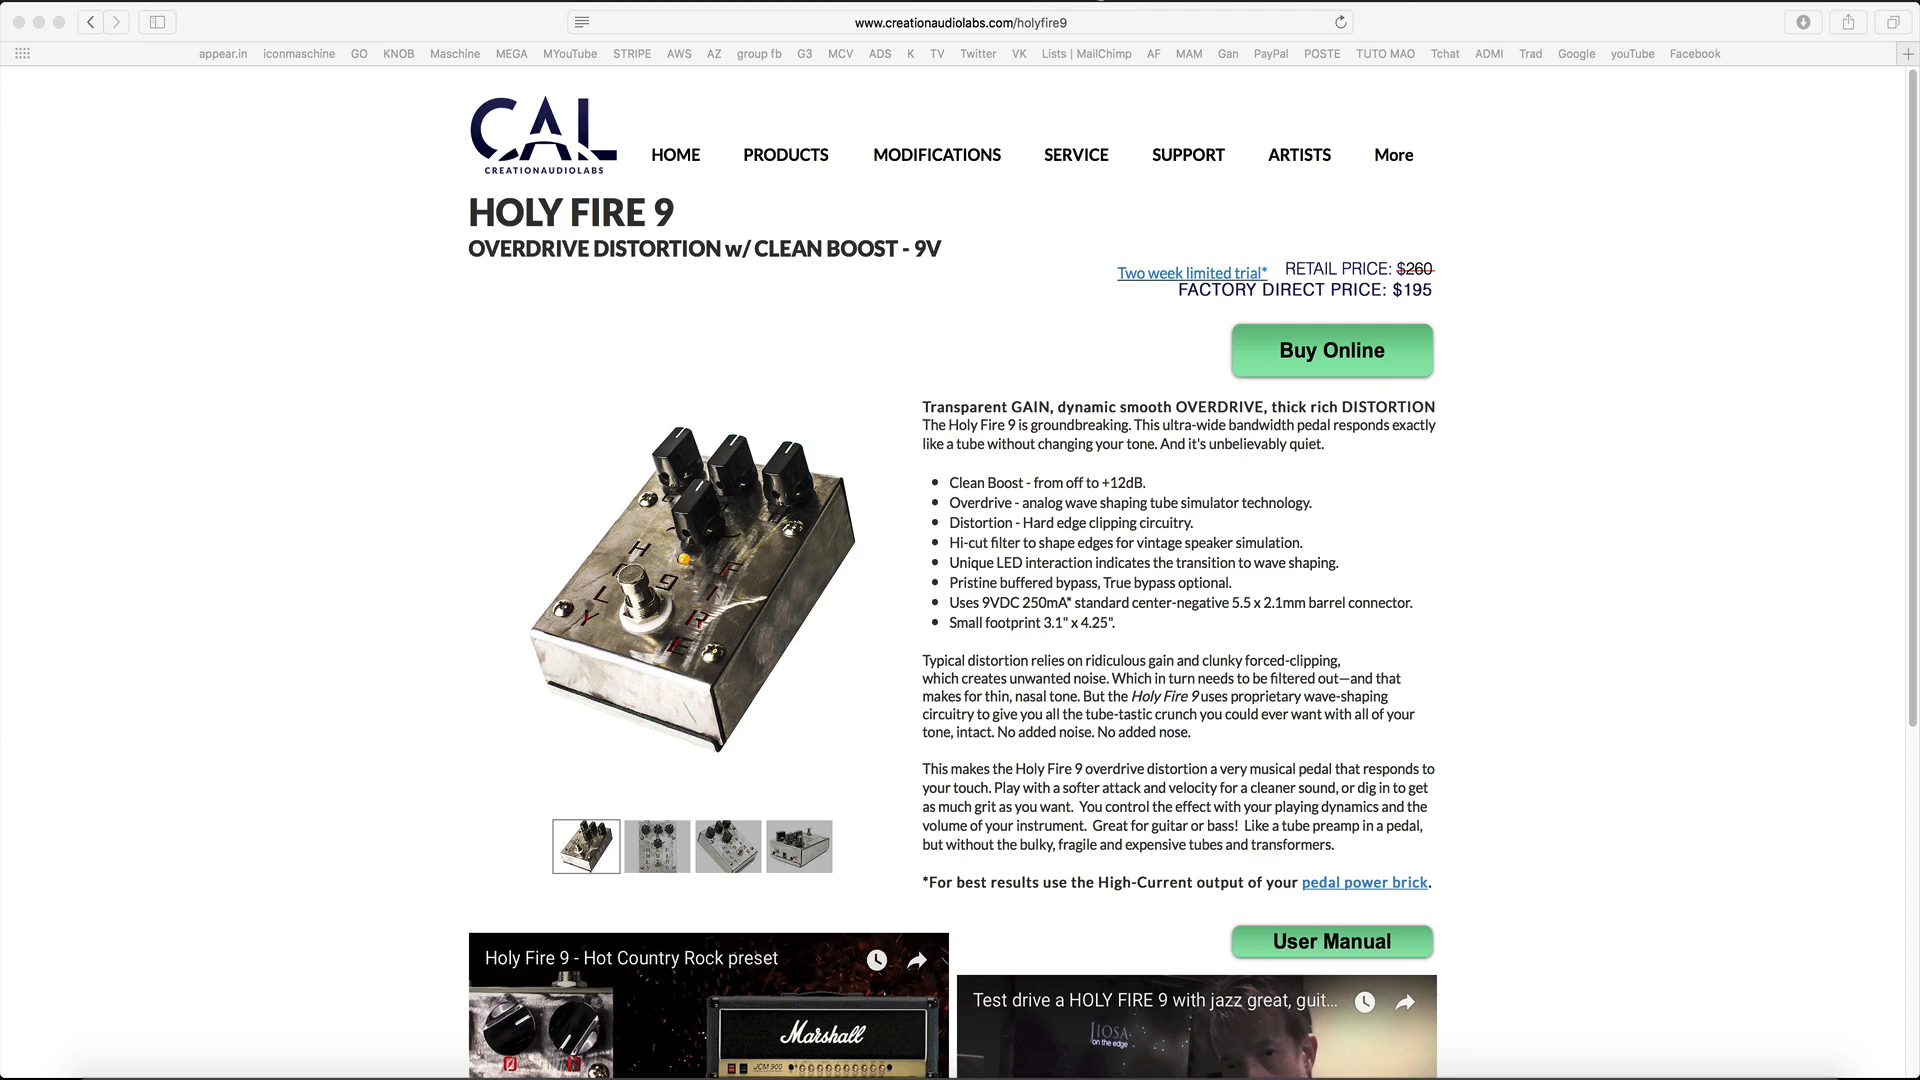 www.creationaudiolabs.com/holyfire9
appear.in iconmaschine GO KNOB Maschine MEGA MYouTube STRIPE AWS AZ group fb G3 MCV ADS K TV Twitter VK Lists | MailChimp AF MAM Gan PayPal POSTE TUTO MAO Tchat ADMI Trad Google youTube Facebook
CAL
CREATIONAUDIOLABS
HOME PRODUCTS MODIFICATIONS SERVICE SUPPORT ARTISTS More
HOLY FIRE 9
OVERDRIVE DISTORTION w/ CLEAN BOOST - 9V
Two week limited trial* RETAIL PRICE: $260
FACTORY DIRECT PRICE: $195
Buy Online
Transparent GAIN, dynamic smooth OVERDRIVE, thick rich DISTORTION
The Holy Fire 9 is groundbreaking. This ultra-wide bandwidth pedal responds exactly
like a tube without changing your tone. And it's unbelievably quiet.
Clean Boost - from off to +12dB.
Overdrive - analog wave shaping tube simulator technology.
Distortion - Hard edge clipping circuitry.
Hi-cut filter to shape edges for vintage speaker simulation.
Unique LED interaction indicates the transition to wave shaping.
Pristine buffered bypass, True bypass optional.
Uses 9VDC 250mA* standard center-negative 5.5 x 2.1mm barrel connector.
Small footprint 3.1" x 4.25".
Typical distortion relies on ridiculous gain and clunky forced-clipping,
which creates unwanted noise. Which in turn needs to be filtered out—and that
makes for thin, nasal tone. But the Holy Fire 9 uses proprietary wave-shaping
circuitry to give you all the tube-tastic crunch you could ever want with all of your
tone, intact. No added noise. No added nose.
This makes the Holy Fire 9 overdrive distortion a very musical pedal that responds to
your touch. Play with a softer attack and velocity for a cleaner sound, or dig in to get
as much grit as you want. You control the effect with your playing dynamics and the
volume of your instrument. Great for guitar or bass! Like a tube preamp in a pedal,
but without the bulky, fragile and expensive tubes and transformers.
*For best results use the High-Current output of your pedal power brick.
User Manual
Holy Fire 9 - Hot Country Rock preset
Marshall
JCM 900
Test drive a HOLY FIRE 9 with jazz great, guit...
on the edge